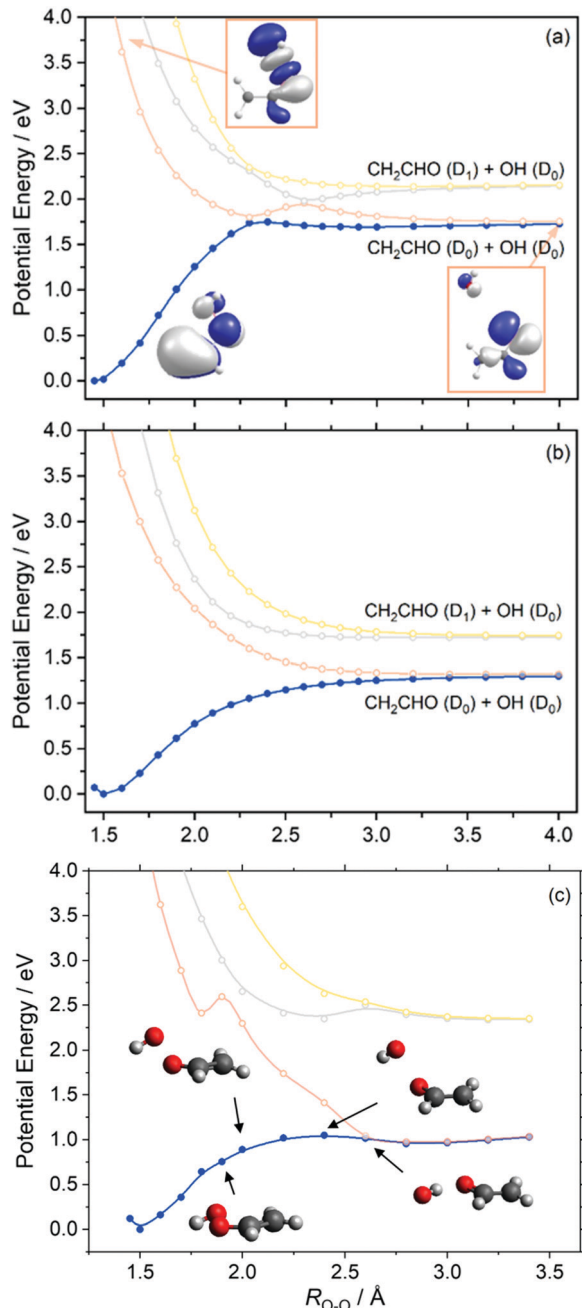 4.0
(a)
3.5
3.0
2.5
CH₂CHO (D₁) + OH (D₀)
2.0
1.5
CH₂CHO (D₀) + OH (D₀)
1.0
0.5
0.0
Potential Energy / eV
1.5 2.0 2.5 3.0 3.5 4.0
4.0
(b)
3.5
3.0
2.5
CH₂CHO (D₁) + OH (D₀)
2.0
1.5
CH₂CHO (D₀) + OH (D₀)
1.0
0.5
0.0
Potential Energy / eV
1.5 2.0 2.5 3.0 3.5 4.0
4.0
(c)
3.5
3.0
2.5
2.0
1.5
1.0
0.5
0.0
Potential Energy / eV
1.5 2.0 2.5 3.0 3.5
R_O-O / Å